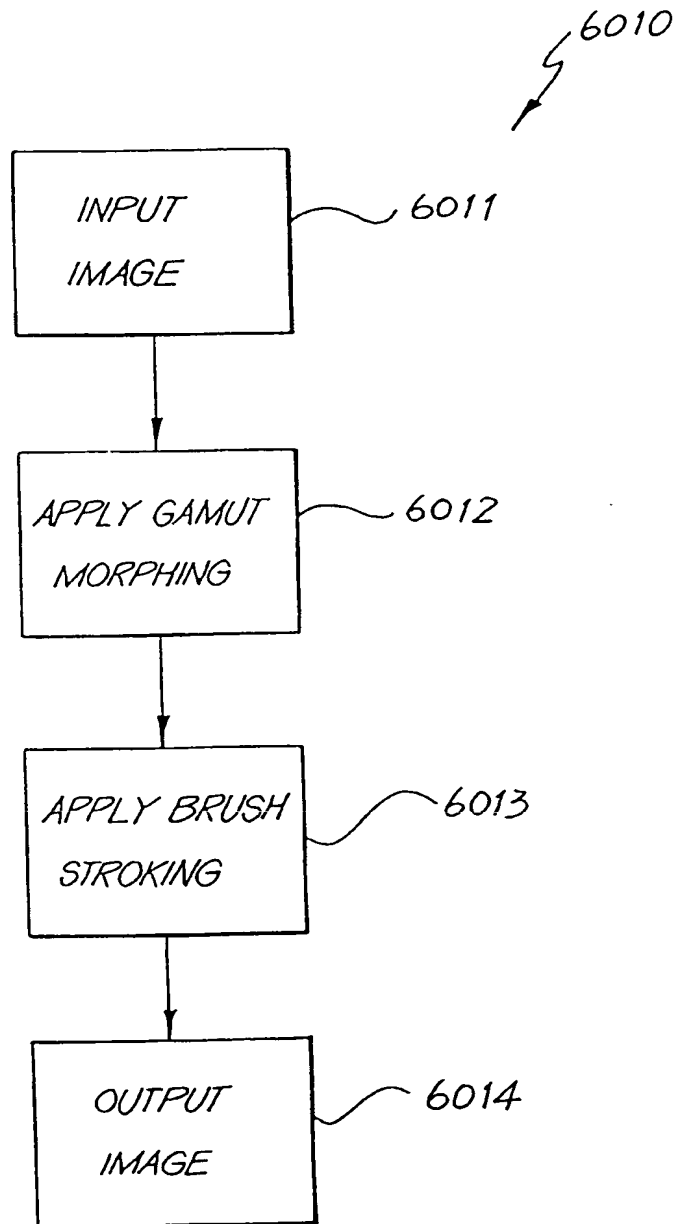 6010
INPUT
IMAGE
6011
APPLY GAMUT
MORPHING
6012
APPLY BRUSH
STROKING
6013
OUTPUT
IMAGE
6014